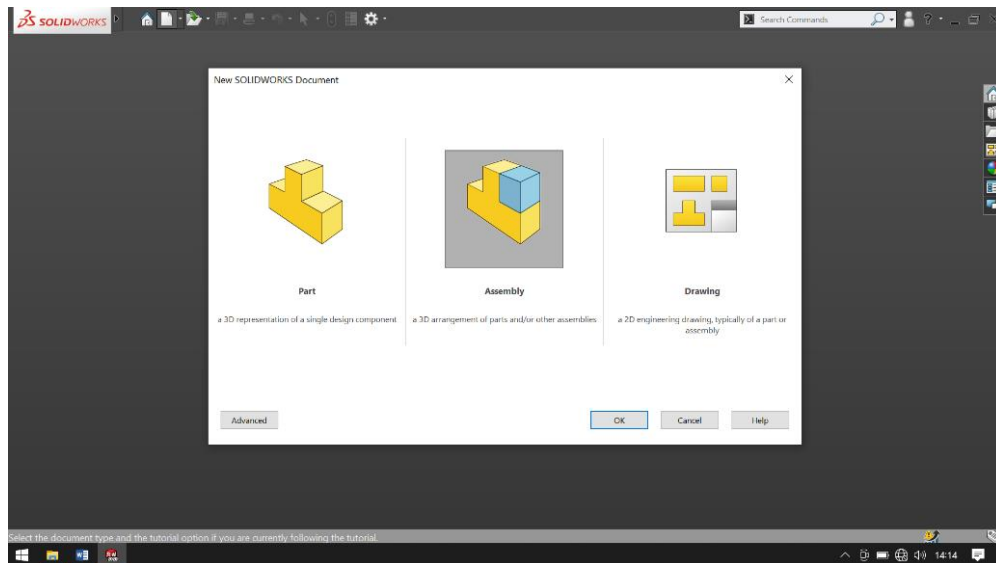 SOLIDWORKS
Search Commands
New SOLIDWORKS Document
Part
Assembly
Drawing
a 3D representation of a single design component
a 3D arrangement of parts and/or other assemblies
a 2D engineering drawing, typically of a part or
assembly
Advanced
OK
Cancel
Help
Select the document type and the tutorial option if you are currently following the tutorial.
14:14